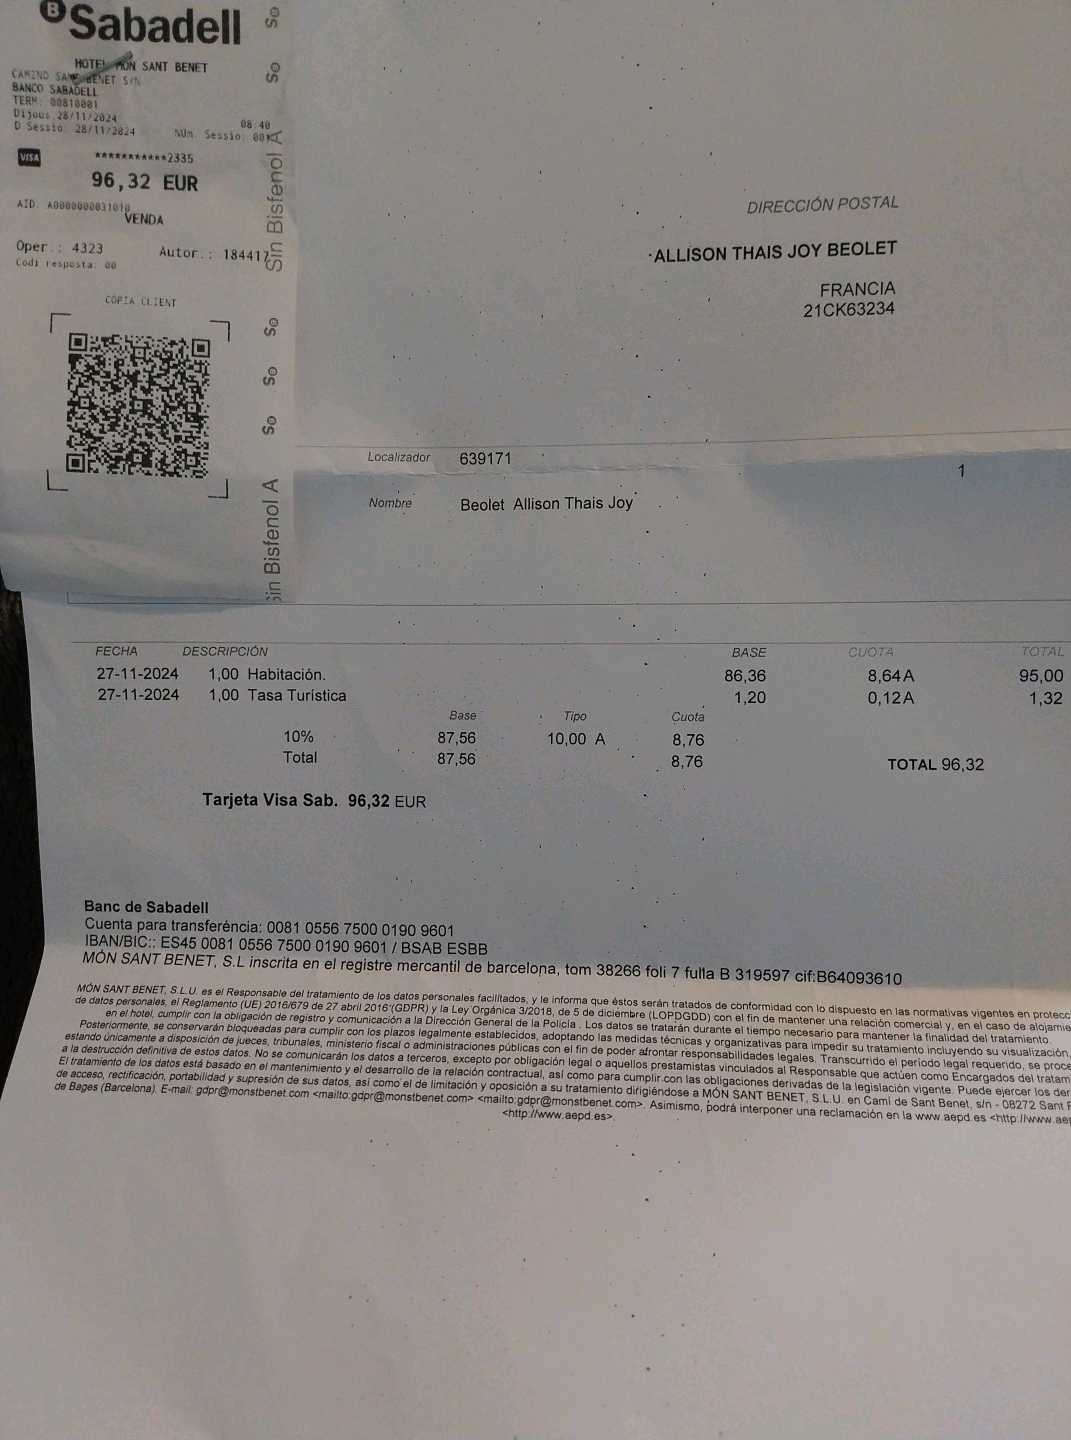 B Sabadell
HOTEL MÓN SANT BENET
CAMINO SANT BENET S/N
BANCO SABADELL
TERM: 00810001
Dijous 28/11/2024 08:40
D Sessio: 28/11/2024 NUm. Sessio: 001
VISA ***********2335
96,32 EUR
AID: A0000000031010
VENDA
Oper.: 4323 Autor.: 184417
Codi resposta: 00
CÒPIA CLIENT
So
So
Sin Bisfenol A
So
So
So
Sin Bisfenol A
DIRECCIÓN POSTAL
ALLISON THAIS JOY BEOLET
FRANCIA
21CK63234
Localizador 639171
1
Nombre Beolet Allison Thais Joy
FECHA DESCRIPCIÓN BASE CUOTA TOTAL
27-11-2024 1,00 Habitación. 86,36 8,64A 95,00
27-11-2024 1,00 Tasa Turística 1,20 0,12A 1,32
Base Tipo Cuota
10% 87,56 10,00 A 8,76
Total 87,56 8,76 TOTAL 96,32
Tarjeta Visa Sab. 96,32 EUR
Banc de Sabadell
Cuenta para transferéncia: 0081 0556 7500 0190 9601
IBAN/BIC:: ES45 0081 0556 7500 0190 9601 / BSAB ESBB
MÓN SANT BENET, S.L inscrita en el registre mercantil de barcelona, tom 38266 foli 7 fulla B 319597 cif:B64093610
MÓN SANT BENET, S.L.U. es el Responsable del tratamiento de los datos personales facilitados, y le informa que éstos serán tratados de conformidad con lo dispuesto en las normativas vigentes en protecc
de datos personales, el Reglamento (UE) 2016/679 de 27 abril 2016 (GDPR) y la Ley Orgánica 3/2018, de 5 de diciembre (LOPDGDD) con el fin de mantener una relación comercial y, en el caso de alojamie
en el hotel, cumplir con la obligación de registro y comunicación a la Dirección General de la Policía . Los datos se tratarán durante el tiempo necesario para mantener la finalidad del tratamiento.
Posteriormente, se conservarán bloqueadas para cumplir con los plazos legalmente establecidos, adoptando las medidas técnicas y organizativas para impedir su tratamiento incluyendo su visualización,
estando únicamente a disposición de jueces, tribunales, ministerio fiscal o administraciones públicas con el fin de poder afrontar responsabilidades legales. Transcurrido el período legal requerido, se proce
a la destrucción definitiva de estos datos. No se comunicarán los datos a terceros, excepto por obligación legal o aquellos prestamistas vinculados al Responsable que actúen como Encargados del tratam
El tratamiento de los datos está basado en el mantenimiento y el desarrollo de la relación contractual, así como para cumplir con las obligaciones derivadas de la legislación vigente. Puede ejercer los der
de acceso, rectificación, portabilidad y supresión de sus datos, así como el de limitación y oposición a su tratamiento dirigiéndose a MÓN SANT BENET, S.L.U. en Camí de Sant Benet, s/n - 08272 Sant F
de Bages (Barcelona). E-mail: gdpr@monstbenet.com <mailto:gdpr@monstbenet.com> <mailto:gdpr@monstbenet.com>. Asimismo, podrá interponer una reclamación en la www.aepd.es <http://www.aep
<http://www.aepd.es>.